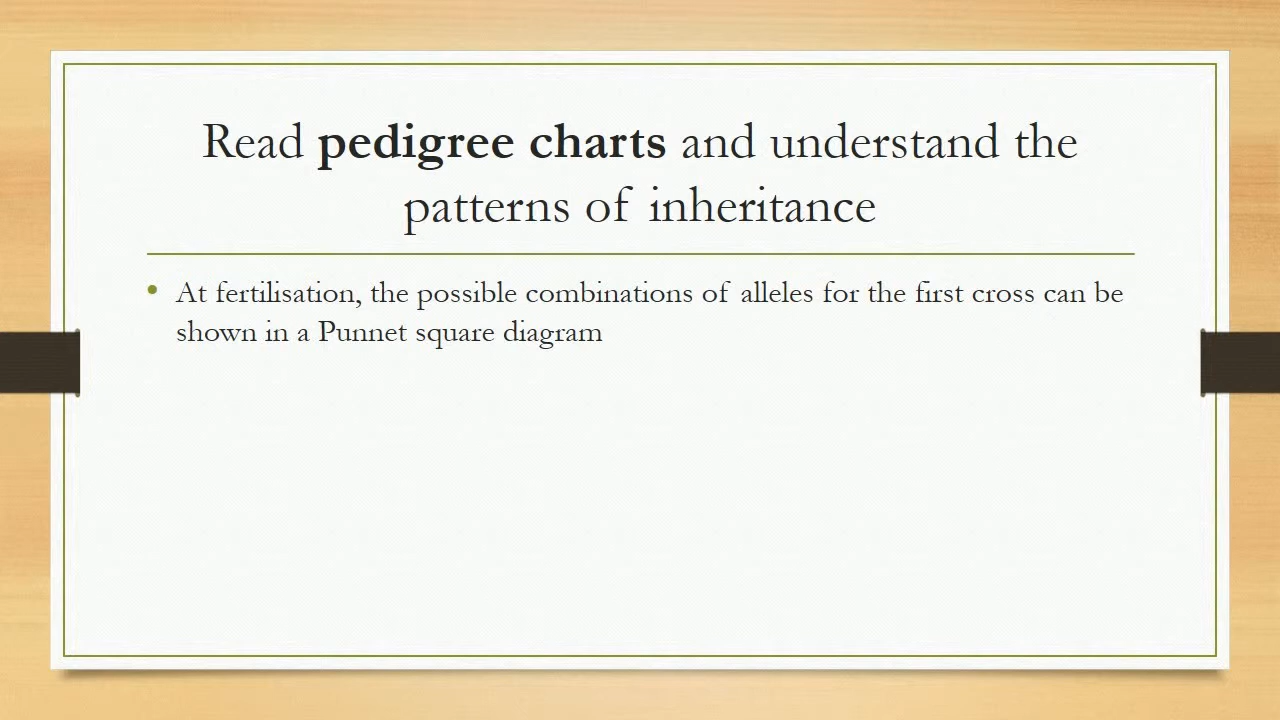 Read pedigree charts and understand the
patterns of inheritance
• At fertilisation, the possible combinations of alleles for the first cross can be
shown in a Punnet square diagram